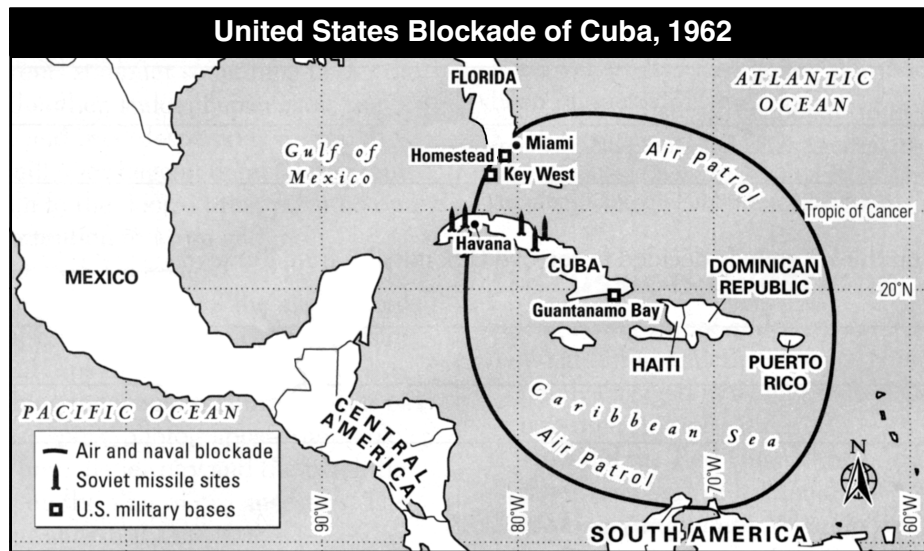 United States Blockade of Cuba, 1962
FLORIDA
ATLANTIC
OCEAN
Gulf of
Mexico
Miami
Homestead
Key West
Air Patrol
Tropic of Cancer
Havana
MEXICO
CUBA
DOMINICAN
REPUBLIC
20°N
Guantanamo Bay
HAITI
PUERTO
RICO
PACIFIC OCEAN
CENTRAL
AMERICA
Caribbean Sea
Air Patrol
Air and naval blockade
Soviet missile sites
U.S. military bases
N
90°W
80°W
70°W
60°W
SOUTH AMERICA